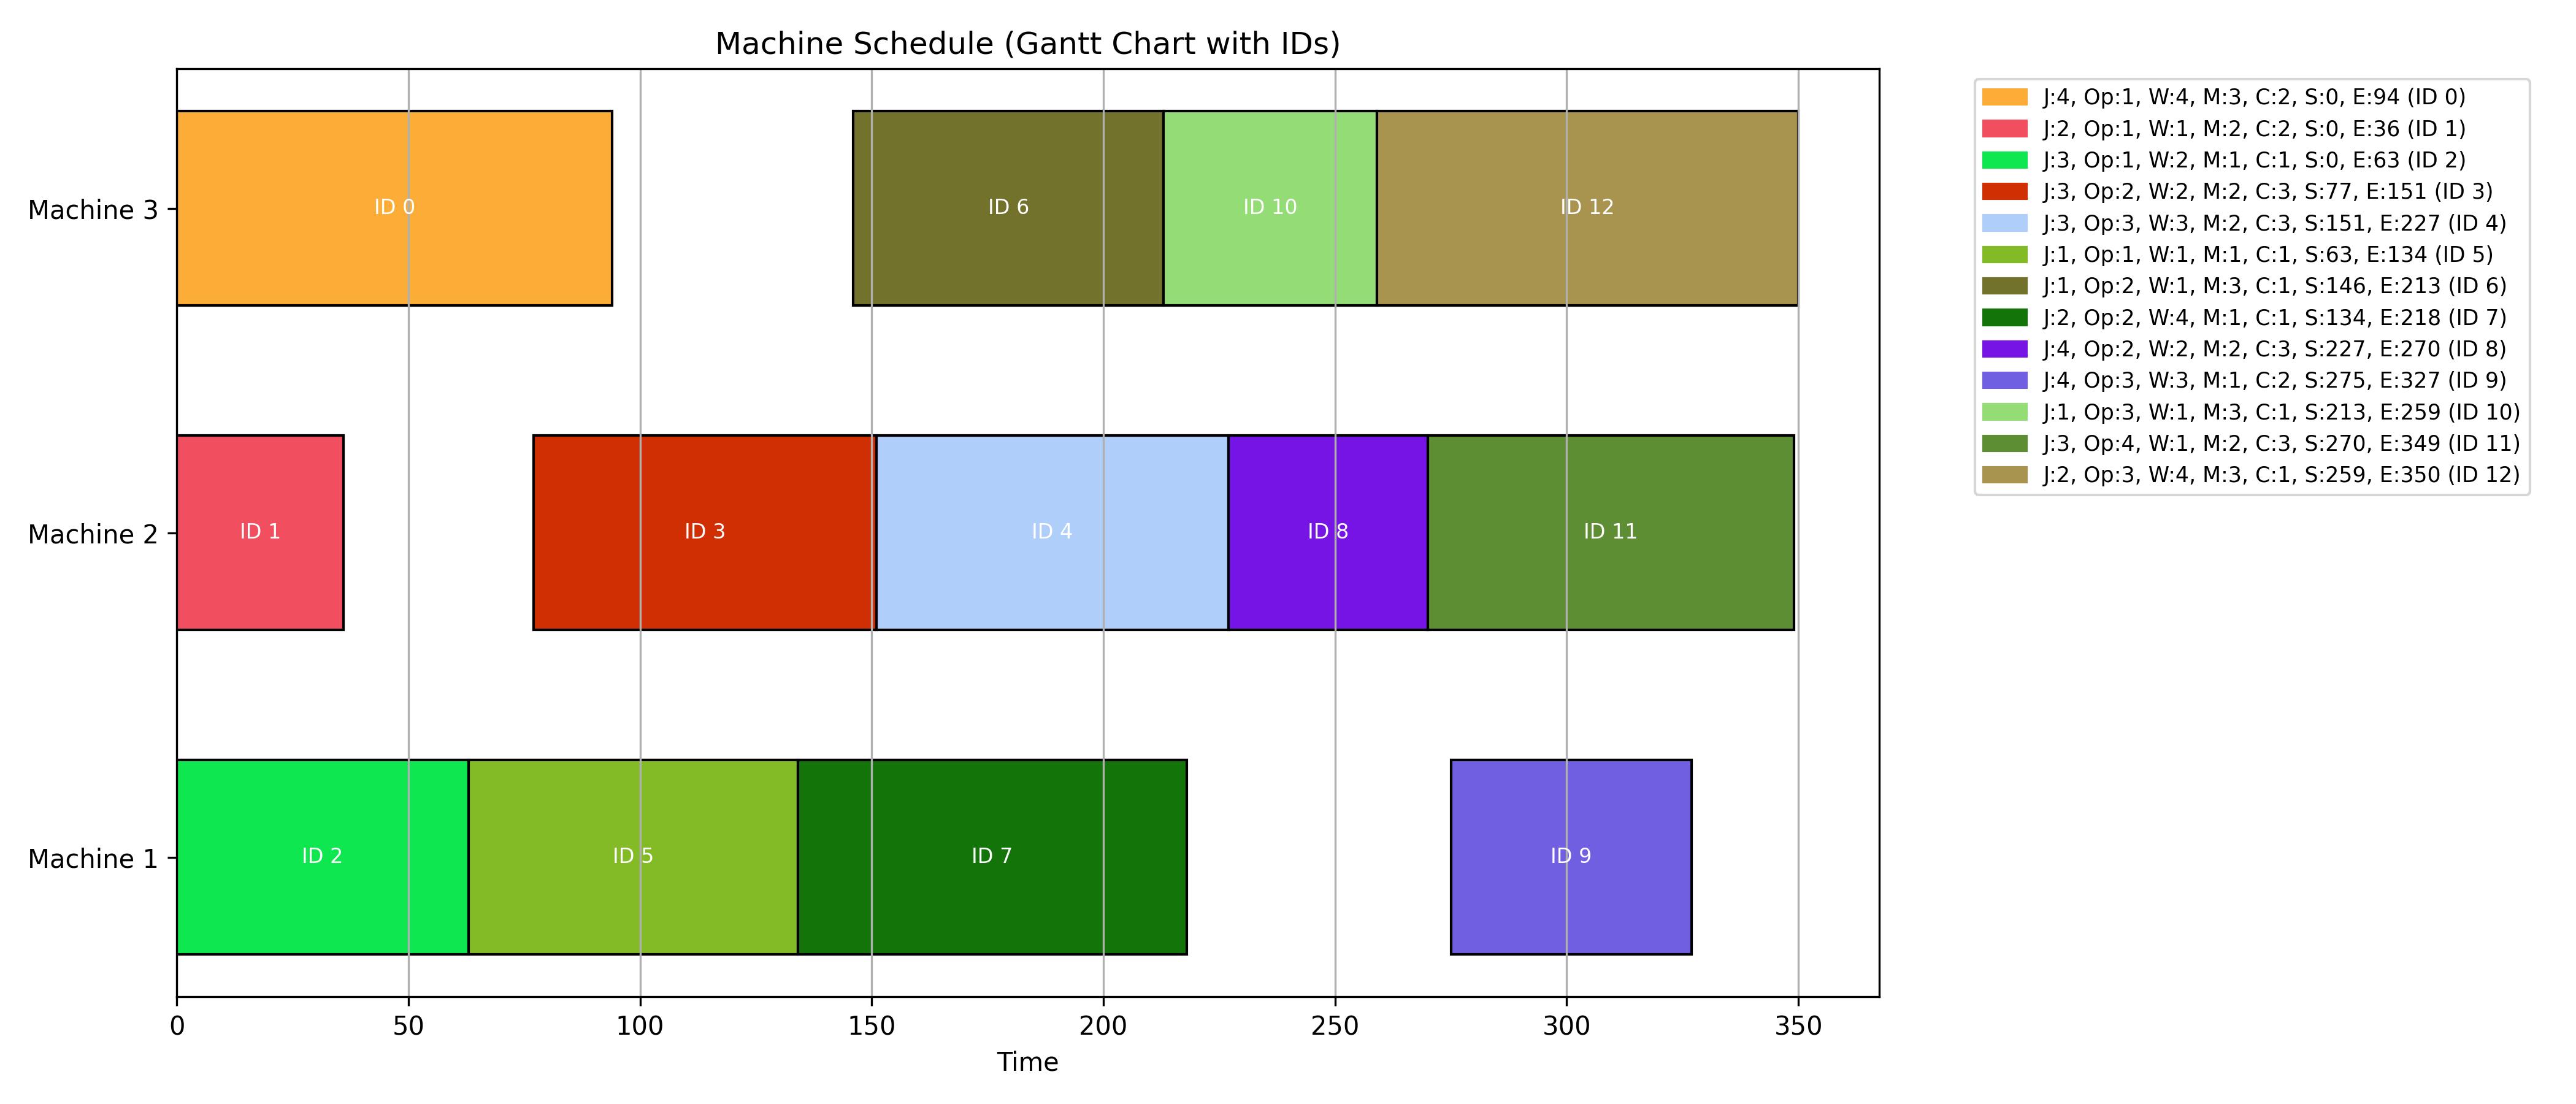 Machine Schedule (Gantt Chart with IDs)
Machine 3
ID 0
ID 6
ID 10
ID 12
Machine 2
ID 1
ID 3
ID 4
ID 8
ID 11
Machine 1
ID 2
ID 5
ID 7
ID 9
0 50 100 150 200 250 300 350
Time
J:4, Op:1, W:4, M:3, C:2, S:0, E:94 (ID 0)
J:2, Op:1, W:1, M:2, C:2, S:0, E:36 (ID 1)
J:3, Op:1, W:2, M:1, C:1, S:0, E:63 (ID 2)
J:3, Op:2, W:2, M:2, C:3, S:77, E:151 (ID 3)
J:3, Op:3, W:3, M:2, C:3, S:151, E:227 (ID 4)
J:1, Op:1, W:1, M:1, C:1, S:63, E:134 (ID 5)
J:1, Op:2, W:1, M:3, C:1, S:146, E:213 (ID 6)
J:2, Op:2, W:4, M:1, C:1, S:134, E:218 (ID 7)
J:4, Op:2, W:2, M:2, C:3, S:227, E:270 (ID 8)
J:4, Op:3, W:3, M:1, C:2, S:275, E:327 (ID 9)
J:1, Op:3, W:1, M:3, C:1, S:213, E:259 (ID 10)
J:3, Op:4, W:1, M:2, C:3, S:270, E:349 (ID 11)
J:2, Op:3, W:4, M:3, C:1, S:259, E:350 (ID 12)